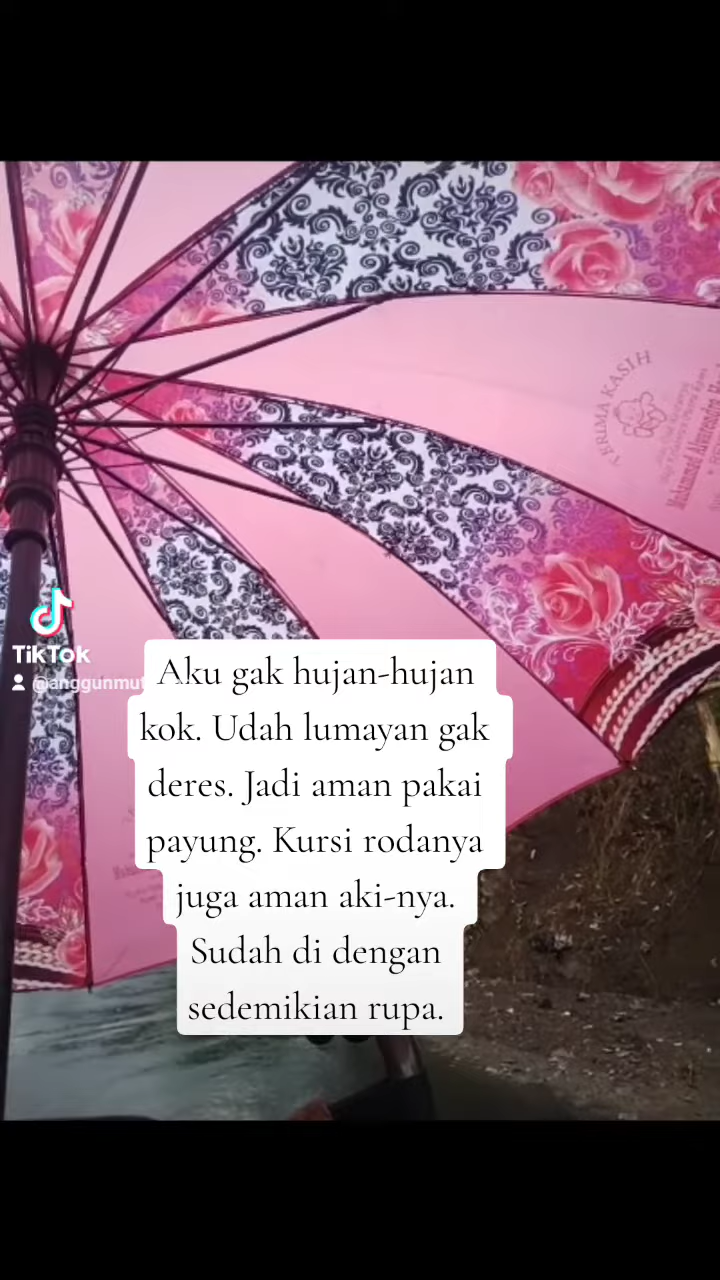 TERIMA KASIH
TikTok
@anggunmut
Aku gak hujan-hujan
kok. Udah lumayan gak
deres. Jadi aman pakai
payung. Kursi rodanya
juga aman aki-nya.
Sudah di dengan
sedemikian rupa.